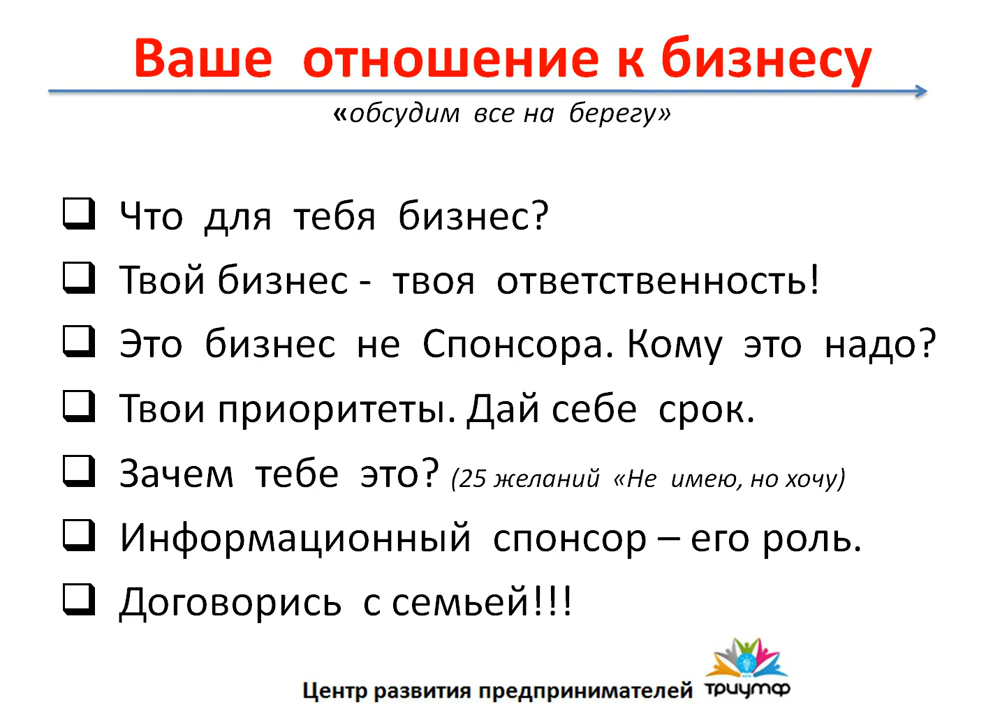 Ваше отношение к бизнесу
«обсудим все на берегу»
Что для тебя бизнес?
Твой бизнес - твоя ответственность!
Это бизнес не Спонсора. Кому это надо?
Твои приоритеты. Дай себе срок.
Зачем тебе это? (25 желаний «Не имею, но хочу)
Информационный спонсор – его роль.
Договорись с семьей!!!
Центр развития предпринимателей триумф